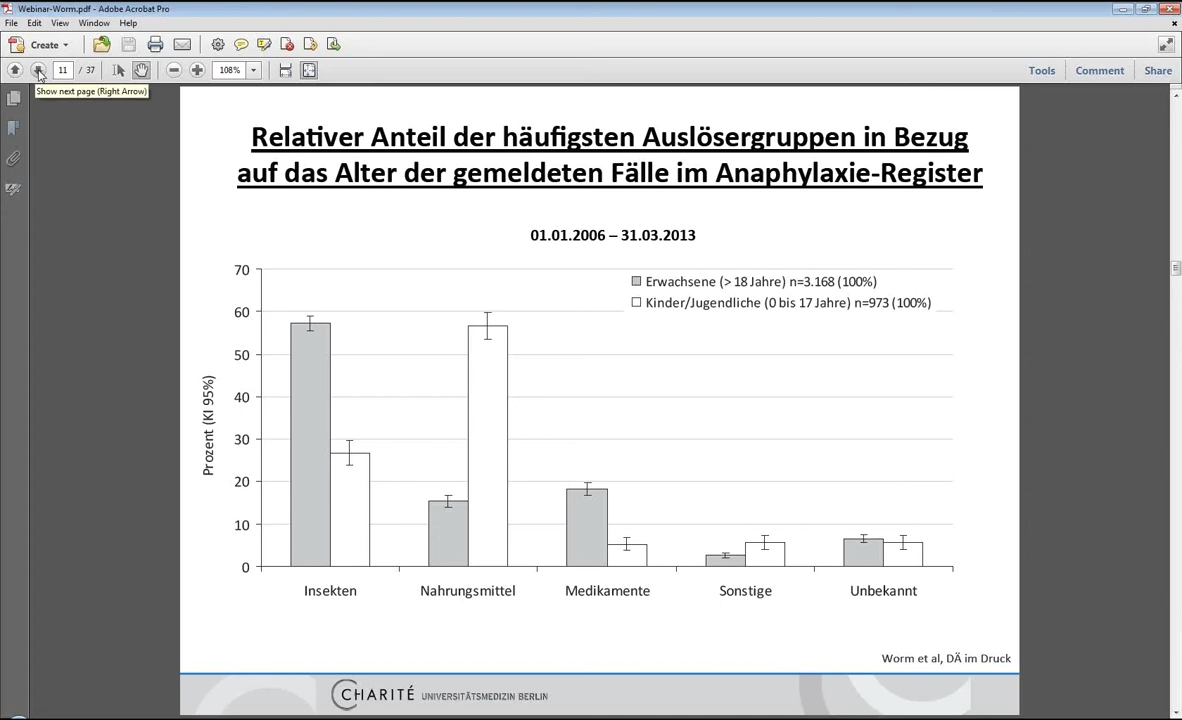 Webinar-Worm.pdf - Adobe Acrobat Pro
File Edit View Window Help
Create
11 / 37 108% Tools Comment Share
Show next page (Right Arrow)
Relativer Anteil der häufigsten Auslösergruppen in Bezug
auf das Alter der gemeldeten Fälle im Anaphylaxie-Register
01.01.2006 – 31.03.2013
Erwachsene (> 18 Jahre) n=3.168 (100%)
Kinder/Jugendliche (0 bis 17 Jahre) n=973 (100%)
Prozent (KI 95%)
70
60
50
40
30
20
10
0
Insekten Nahrungsmittel Medikamente Sonstige Unbekannt
Worm et al, DÄ im Druck
CHARITÉ UNIVERSITÄTSMEDIZIN BERLIN